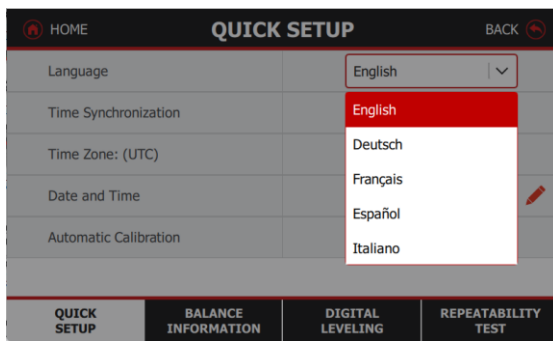 HOME
QUICK SETUP
BACK
Language
English
Time Synchronization
English
Time Zone: (UTC)
Deutsch
Français
Date and Time
Español
Automatic Calibration
Italiano
QUICK
SETUP
BALANCE
INFORMATION
DIGITAL
LEVELING
REPEATABILITY
TEST